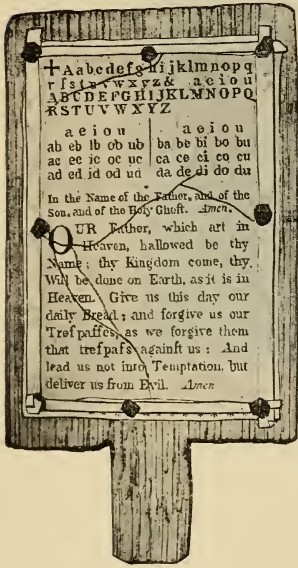 +Aabcdefghijklmnopq
rſstuvwxyz& aeiou
ABCDEFGHIJKLMNOPQ
RSTUVWXYZ
a e i o u a e i o u
ab eb ib ob ub ba be bi bo bu
ac ec ic oc uc ca ce ci co cu
ad ed id od ud da de di do du
In the Name of the Father, and of the
Son, and of the Holy Ghoſt. Amen.
OUR Father, which art in
Heaven, hallowed be thy
Name; thy Kingdom come, thy
Will be done on Earth, as it is in
Heaven. Give us this day our
daily Bread; and forgive us our
Treſpaſſes, as we forgive them
that treſpaſs againſt us: And
lead us not into Temptation, but
deliver us from Evil. Amen